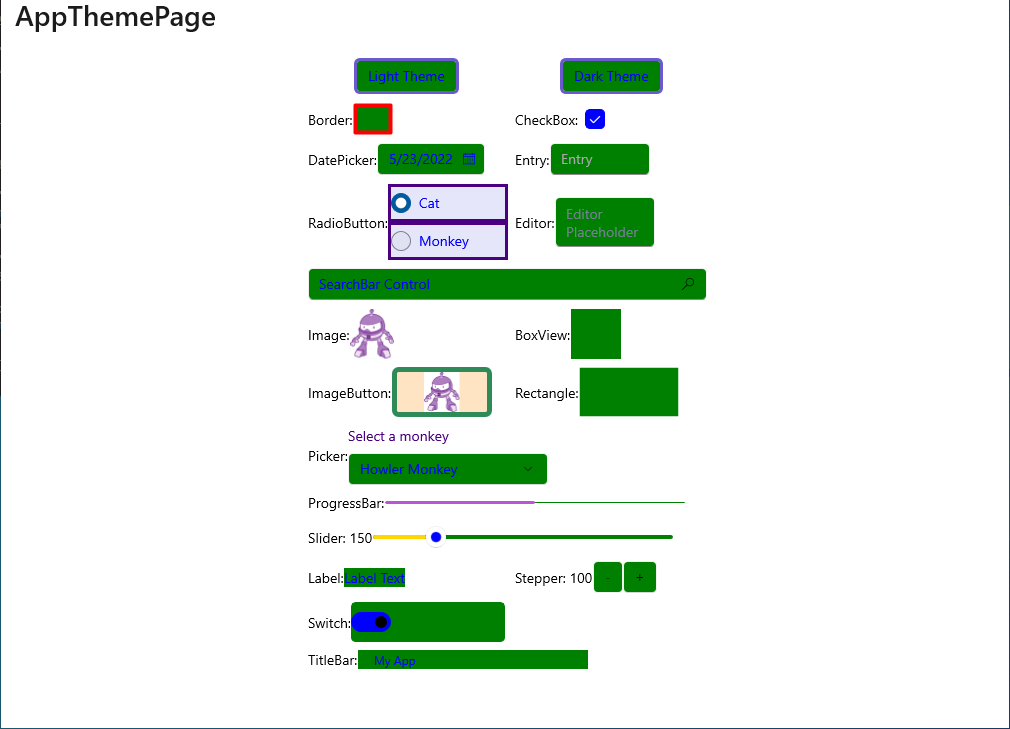 AppThemePage
Light Theme Dark Theme
Border: CheckBox:
DatePicker: 5/23/2022 Entry: Entry
RadioButton: Cat
Monkey
Editor: Editor
Placeholder
SearchBar Control
Image: BoxView:
ImageButton: Rectangle:
Select a monkey
Picker: Howler Monkey
ProgressBar:
Slider: 150
Label: Label Text Stepper: 100 - +
Switch:
TitleBar: My App